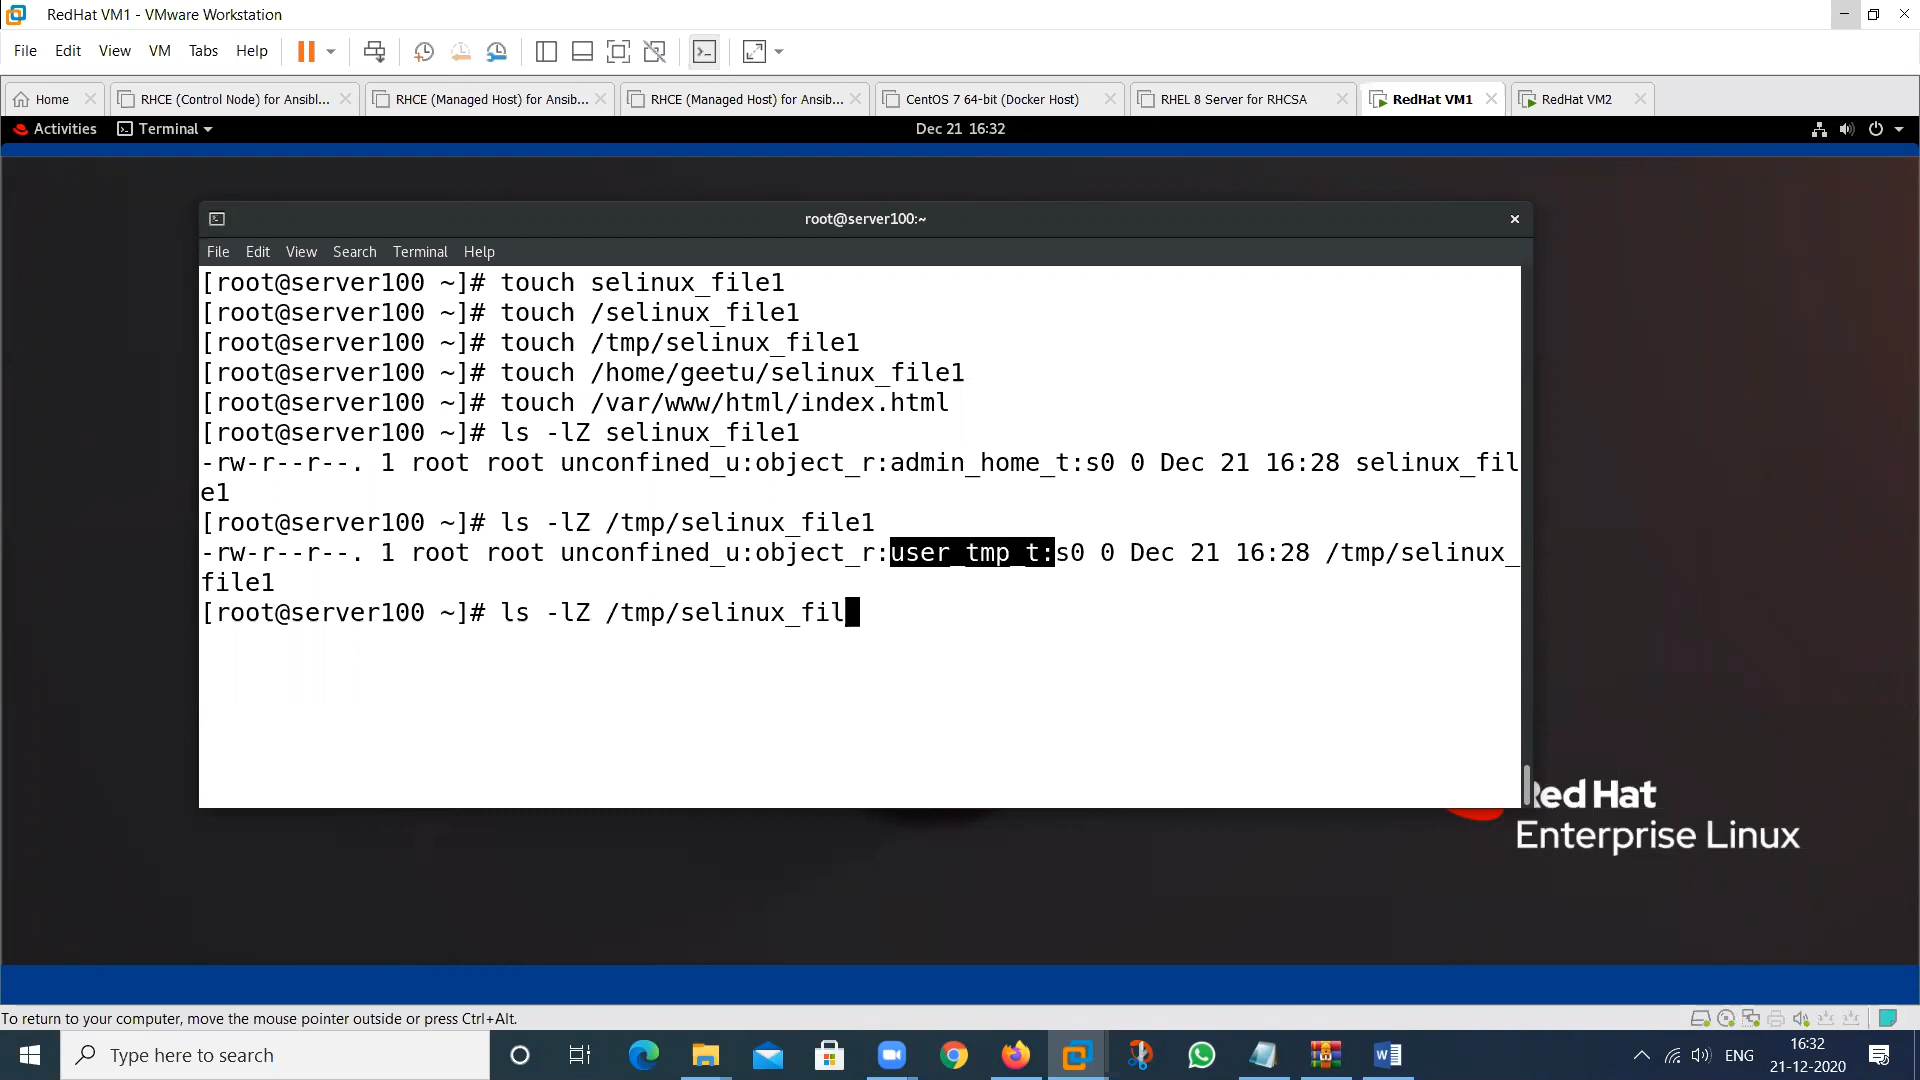 RedHat VM1 - VMware Workstation
File Edit View VM Tabs Help
Home RHCE (Control Node) for Ansibl... RHCE (Managed Host) for Ansib... RHCE (Managed Host) for Ansib... CentOS 7 64-bit (Docker Host) RHEL 8 Server for RHCSA RedHat VM1 RedHat VM2
Activities Terminal Dec 21 16:32
root@server100:~
File Edit View Search Terminal Help
[root@server100 ~]# touch selinux_file1
[root@server100 ~]# touch /selinux_file1
[root@server100 ~]# touch /tmp/selinux_file1
[root@server100 ~]# touch /home/geetu/selinux_file1
[root@server100 ~]# touch /var/www/html/index.html
[root@server100 ~]# ls -lZ selinux_file1
-rw-r--r--. 1 root root unconfined_u:object_r:admin_home_t:s0 0 Dec 21 16:28 selinux_fil
e1
[root@server100 ~]# ls -lZ /tmp/selinux_file1
-rw-r--r--. 1 root root unconfined_u:object_r:user_tmp_t:s0 0 Dec 21 16:28 /tmp/selinux_
file1
[root@server100 ~]# ls -lZ /tmp/selinux_fil
Red Hat
Enterprise Linux
To return to your computer, move the mouse pointer outside or press Ctrl+Alt.
Type here to search
ENG
16:32
21-12-2020